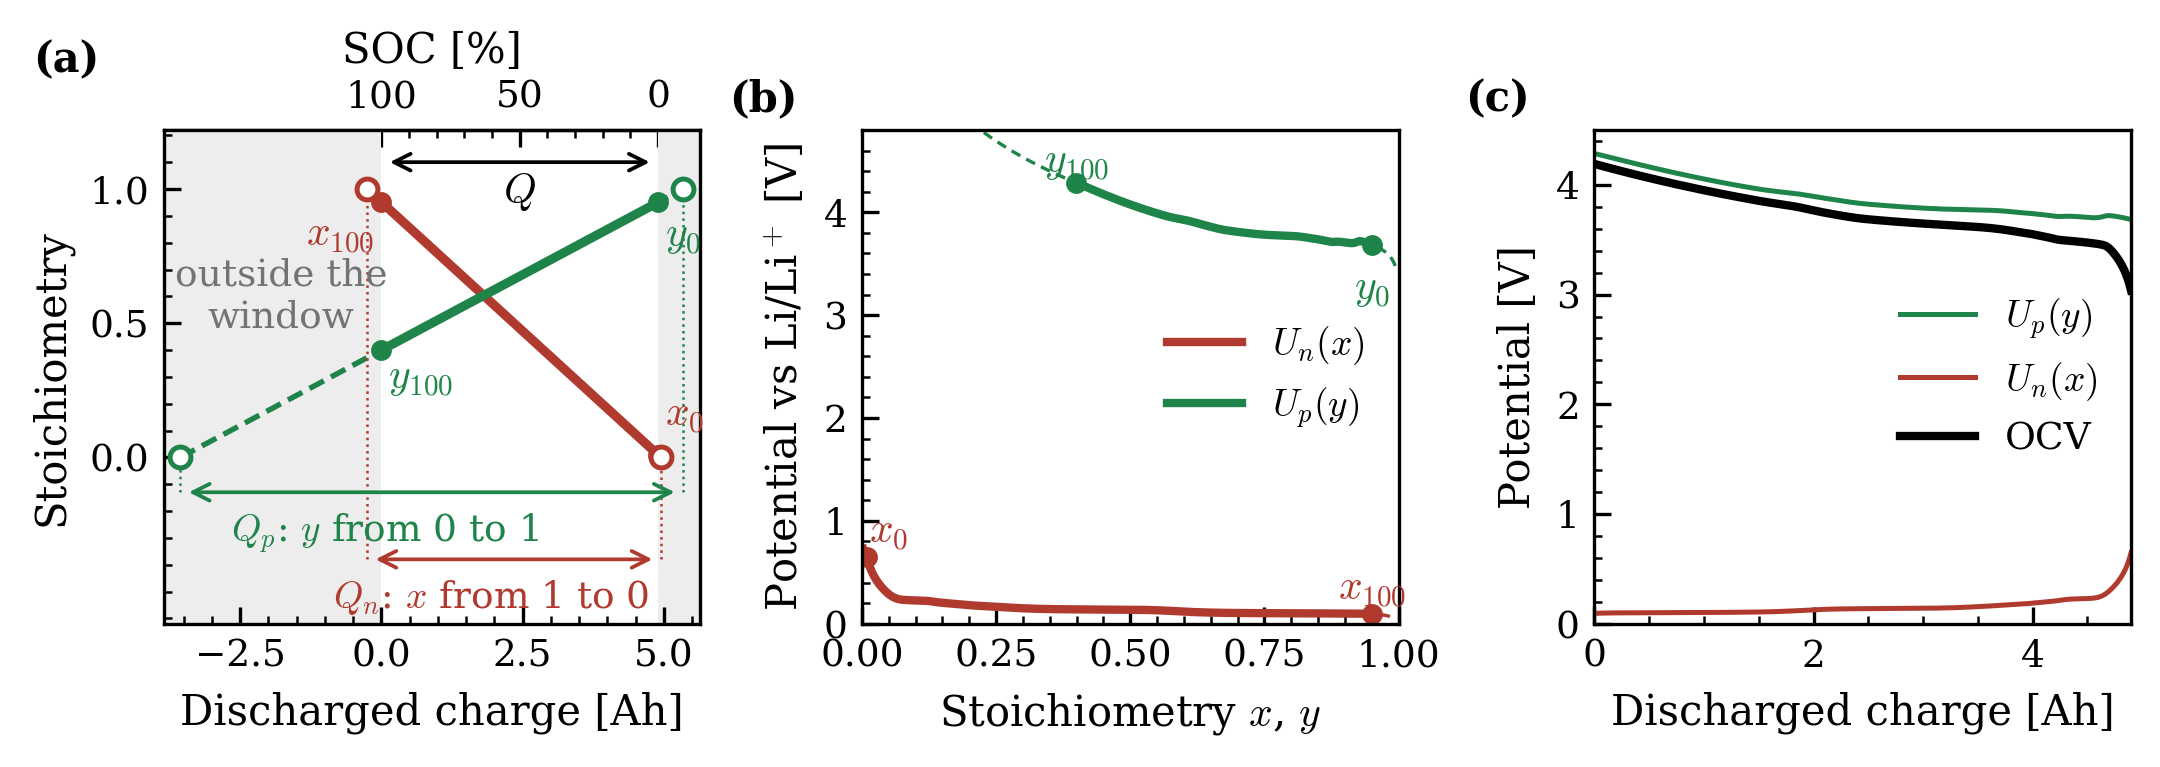 (a)
SOC [%]
100 50 0
1.0
0.5
0.0
Stoichiometry
Q
x100
y0
outside the
window
y100
x0
Qp: y from 0 to 1
Qn: x from 1 to 0
−2.5 0.0 2.5 5.0
Discharged charge [Ah]
(b)
Potential vs Li/Li+ [V]
4
3
2
1
0
y100
y0
Un(x)
Up(y)
x0
x100
0.00 0.25 0.50 0.75 1.00
Stoichiometry x, y
(c)
Potential [V]
4
3
2
1
0
Up(y)
Un(x)
OCV
0 2 4
Discharged charge [Ah]